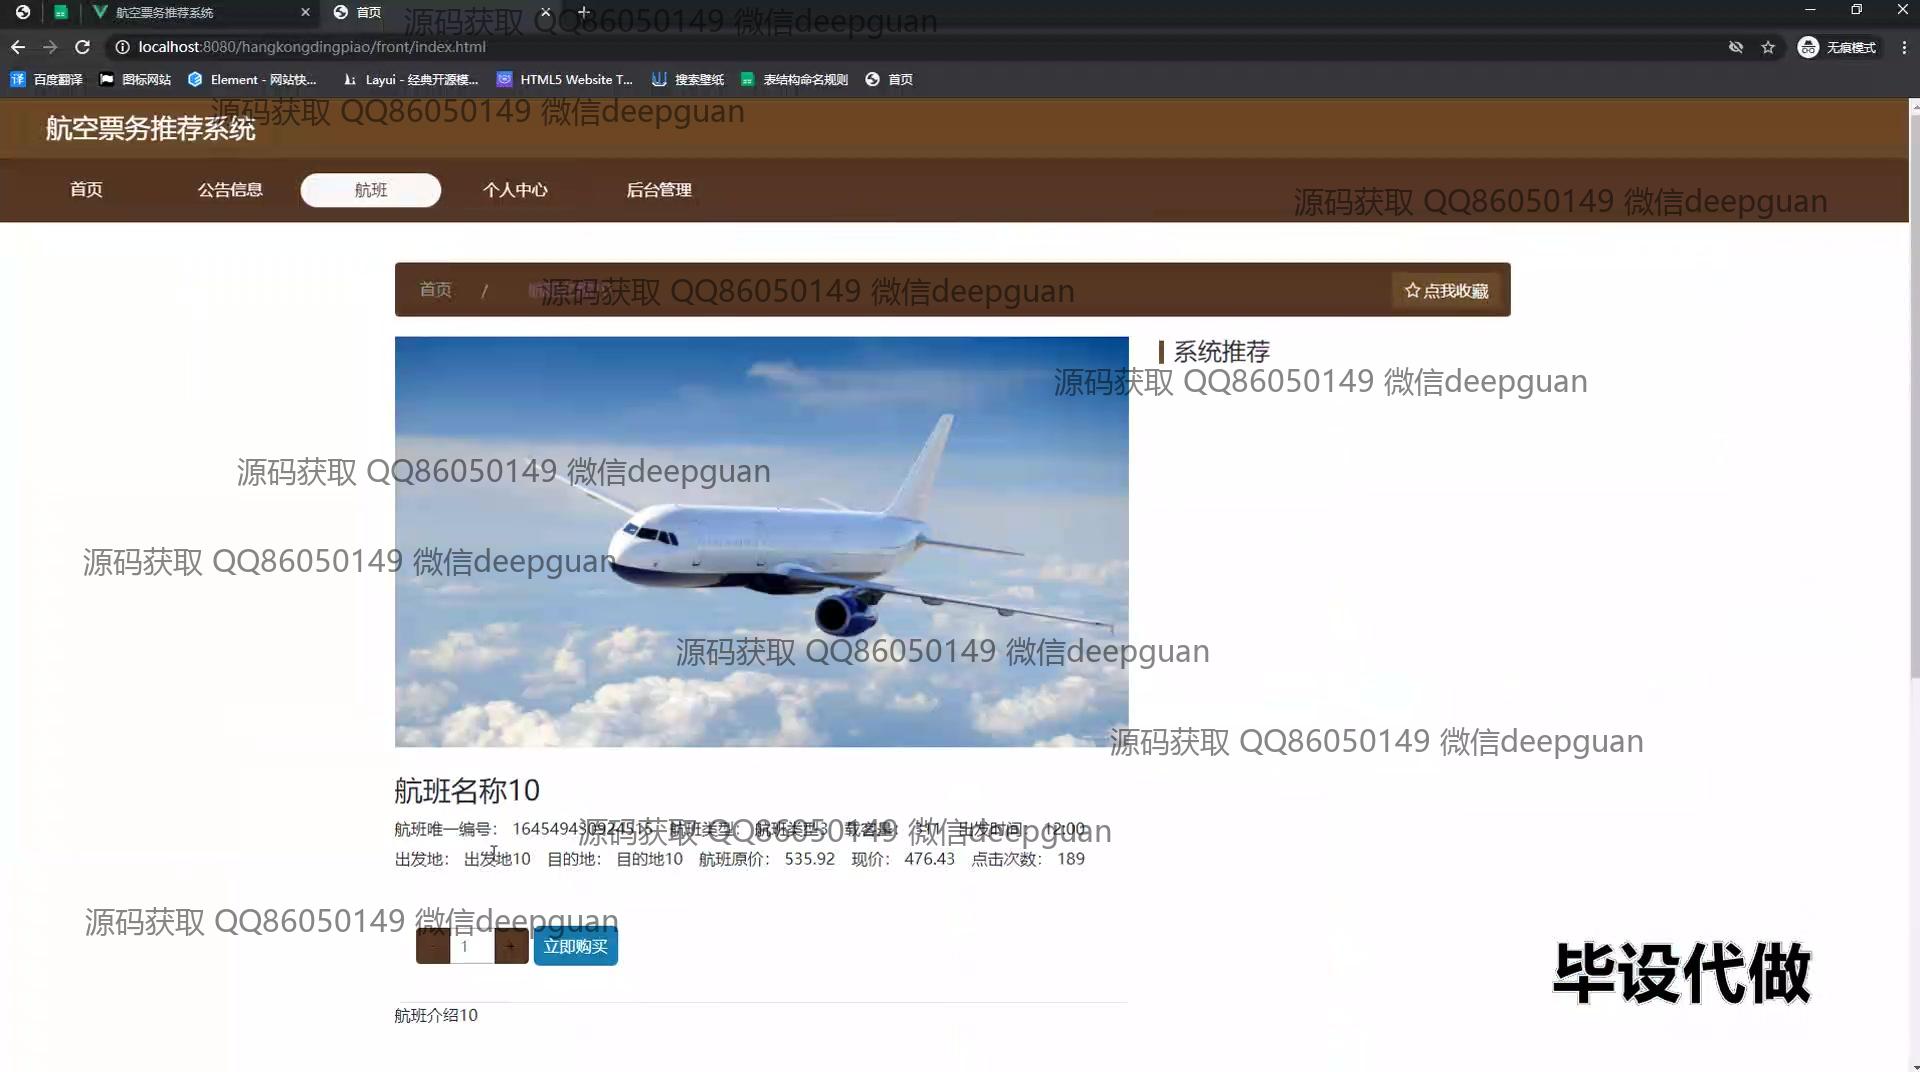 航空票务推荐系统
首页
源码获取 QQ86050149 微信deepguan
localhost:8080/hangkongdingpiao/front/index.html
无痕模式
百度翻译
图标网站
Element - 网站快...
Layui - 经典开源模...
HTML5 Website T...
搜索壁纸
表结构命名规则
首页
源码获取 QQ86050149 微信deepguan
航空票务推荐系统
首页
公告信息
航班
个人中心
后台管理
源码获取 QQ86050149 微信deepguan
首页 /
源码获取 QQ86050149 微信deepguan
点我收藏
系统推荐
源码获取 QQ86050149 微信deepguan
源码获取 QQ86050149 微信deepguan
源码获取 QQ86050149 微信deepguan
源码获取 QQ86050149 微信deepguan
源码获取 QQ86050149 微信deepguan
航班名称10
航班唯一编号： 航班类型： 航班类型3 载客量： 出发时间： 12:00
源码获取 QQ86050149 微信deepguan
出发地： 出发地10 目的地： 目的地10 航班原价： 535.92 现价： 476.43 点击次数： 189
源码获取 QQ86050149 微信deepguan
- 1 + 立即购买
毕设代做
航班介绍10